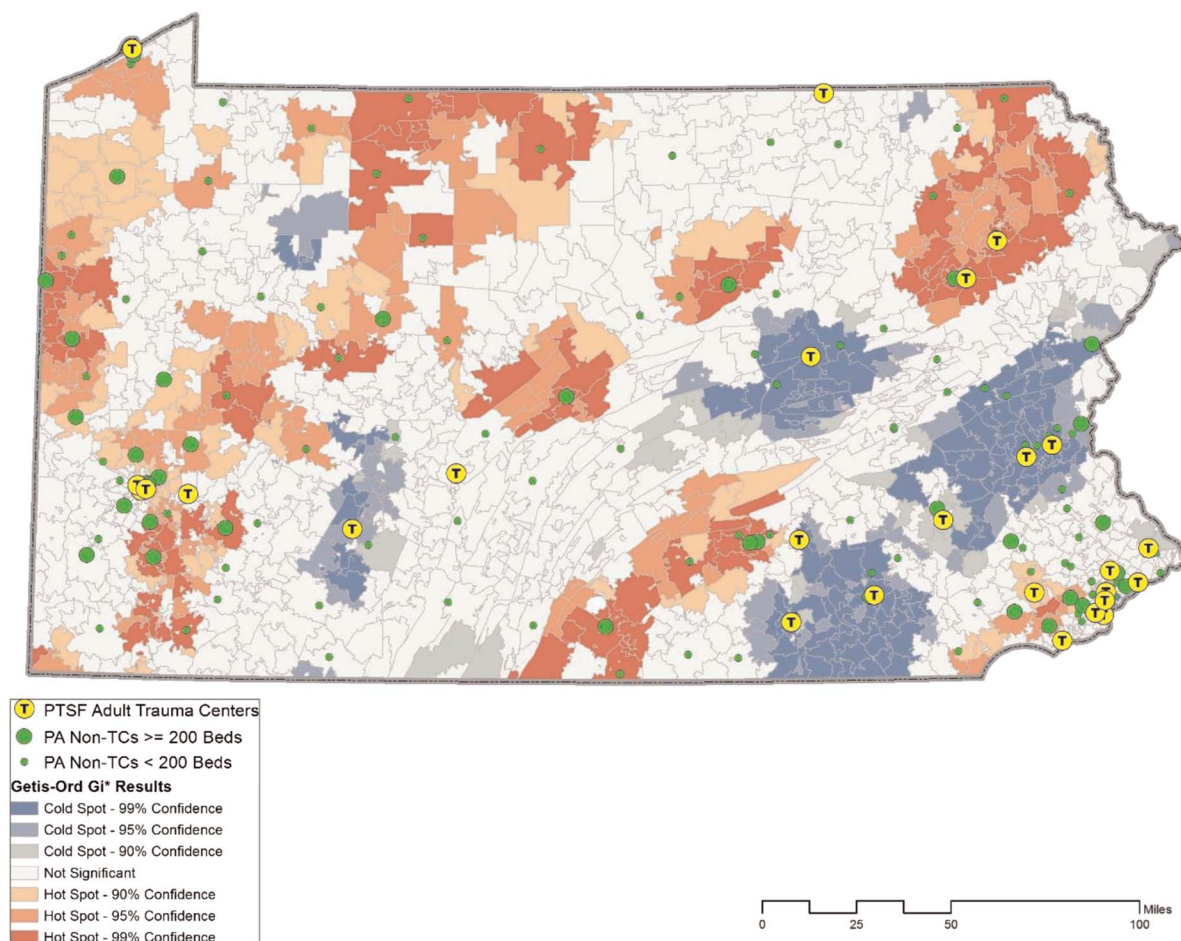 T PTSF Adult Trauma Centers
PA Non-TCs >= 200 Beds
PA Non-TCs < 200 Beds
Getis-Ord Gi* Results
Cold Spot - 99% Confidence
Cold Spot - 95% Confidence
Cold Spot - 90% Confidence
Not Significant
Hot Spot - 90% Confidence
Hot Spot - 95% Confidence
Hot Spot - 99% Confidence
Miles
0 25 50 100